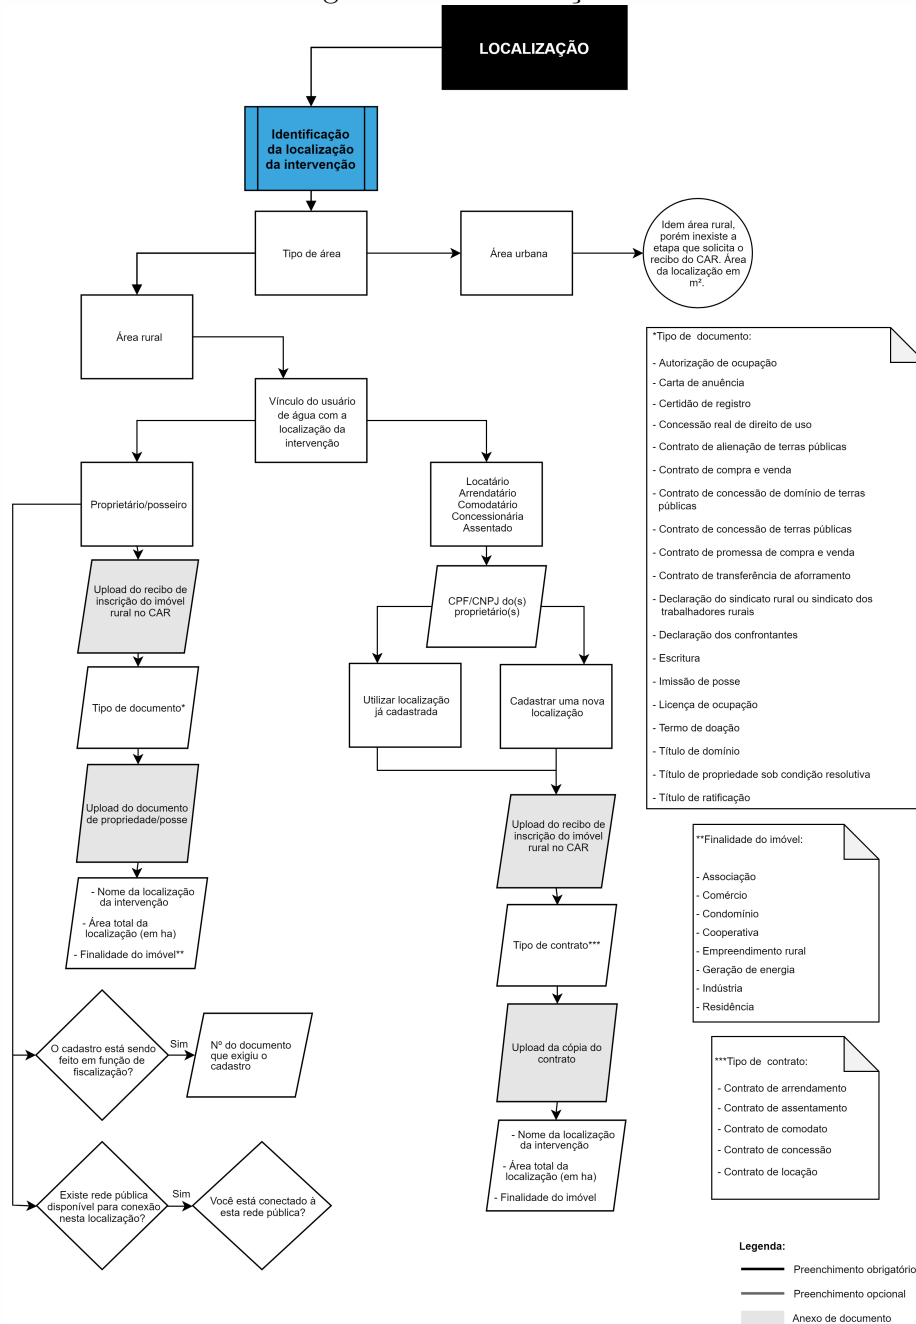 LOCALIZAÇÃO
Identificação
da localização
da intervenção
Tipo de área
Área urbana
Idem área rural,
porém inexiste a
etapa que solicita o
recibo do CAR. Área
da localização em
m².
Área rural
Vínculo do usuário
de água com a
localização da
intervenção
Proprietário/posseiro
Locatário
Arrendatário
Comodatário
Concessionária
Assentado
Upload do recibo de
inscrição do imóvel
rural no CAR
CPF/CNPJ do(s)
proprietário(s)
Tipo de documento*
Utilizar localização
já cadastrada
Cadastrar uma nova
localização
Upload do documento
de propriedade/posse
Upload do recibo de
inscrição do imóvel
rural no CAR
- Nome da localização
da intervenção
- Área total da
localização (em ha)
- Finalidade do imóvel**
Tipo de contrato***
O cadastro está sendo
feito em função de
fiscalização?
Sim
Nº do documento
que exigiu o
cadastro
Upload da cópia do
contrato
- Nome da localização
da intervenção
- Área total da
localização (em ha)
- Finalidade do imóvel
Existe rede pública
disponível para conexão
nesta localização?
Sim
Você está conectado à
esta rede pública?
*Tipo de documento:
- Autorização de ocupação
- Carta de anuência
- Certidão de registro
- Concessão real de direito de uso
- Contrato de alienação de terras públicas
- Contrato de compra e venda
- Contrato de concessão de domínio de terras
públicas
- Contrato de concessão de terras públicas
- Contrato de promessa de compra e venda
- Contrato de transferência de aforramento
- Declaração do sindicato rural ou sindicato dos
trabalhadores rurais
- Declaração dos confrontantes
- Escritura
- Imissão de posse
- Licença de ocupação
- Termo de doação
- Título de domínio
- Título de propriedade sob condição resolutiva
- Título de ratificação
**Finalidade do imóvel:
- Associação
- Comércio
- Condomínio
- Cooperativa
- Empreendimento rural
- Geração de energia
- Indústria
- Residência
***Tipo de contrato:
- Contrato de arrendamento
- Contrato de assentamento
- Contrato de comodato
- Contrato de concessão
- Contrato de locação
Legenda:
Preenchimento obrigatório
Preenchimento opcional
Anexo de documento